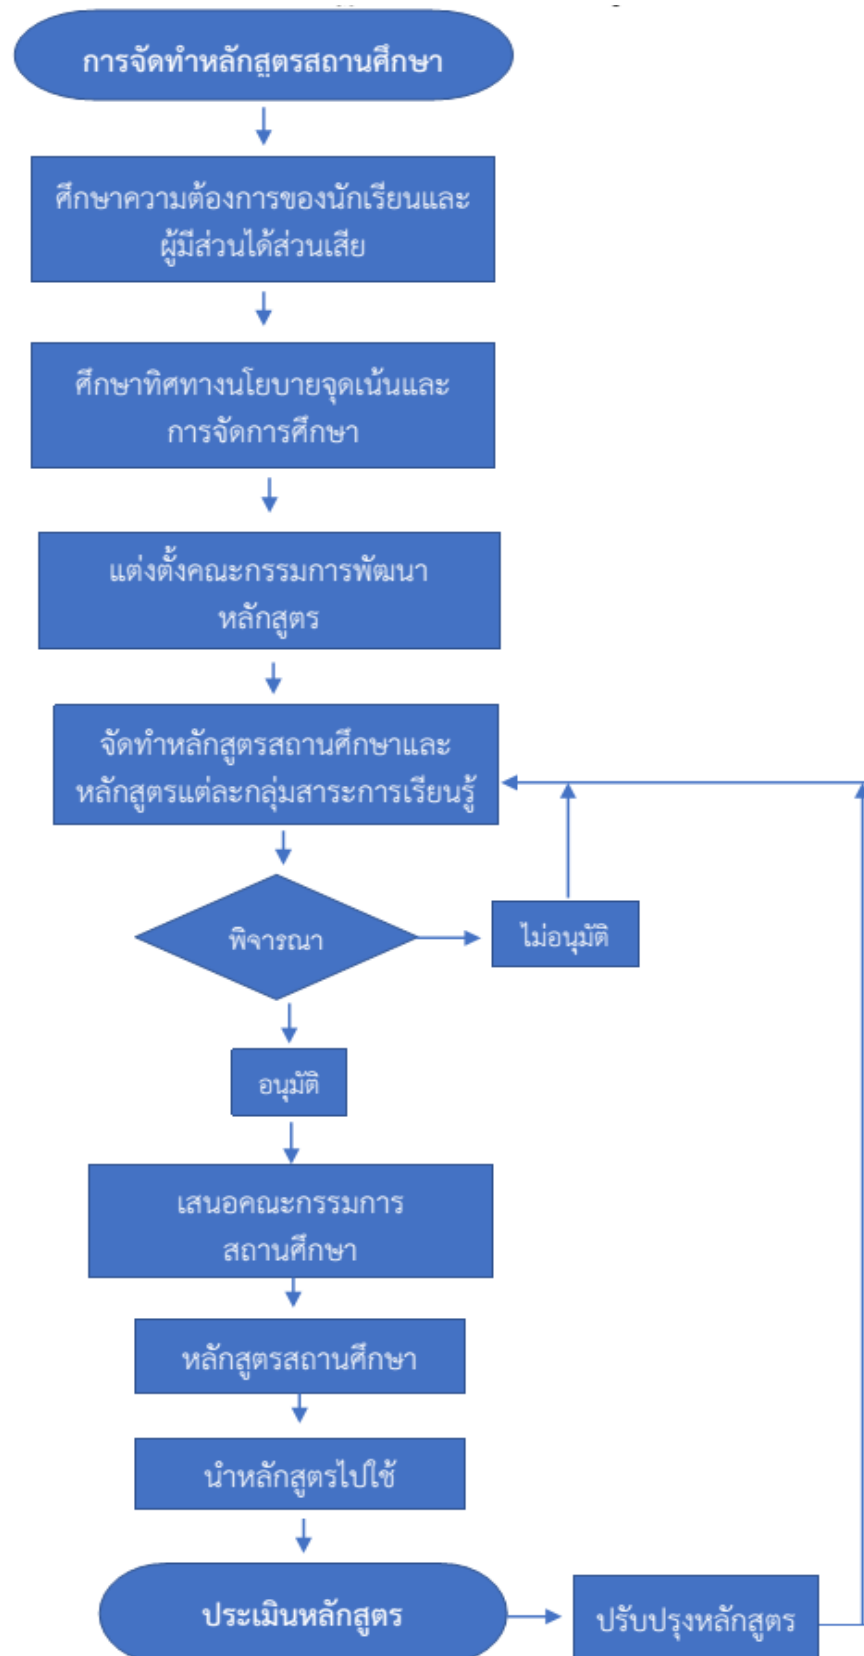 การจัดทำหลักสูตรสถานศึกษา
ศึกษาความต้องการของนักเรียนและ
ผู้มีส่วนได้ส่วนเสีย
ศึกษาทิศทางนโยบายจุดเน้นและ
การจัดการศึกษา
แต่งตั้งคณะกรรมการพัฒนา
หลักสูตร
จัดทำหลักสูตรสถานศึกษาและ
หลักสูตรแต่ละกลุ่มสาระการเรียนรู้
พิจารณา
ไม่อนุมัติ
อนุมัติ
เสนอคณะกรรมการ
สถานศึกษา
หลักสูตรสถานศึกษา
นำหลักสูตรไปใช้
ประเมินหลักสูตร
ปรับปรุงหลักสูตร